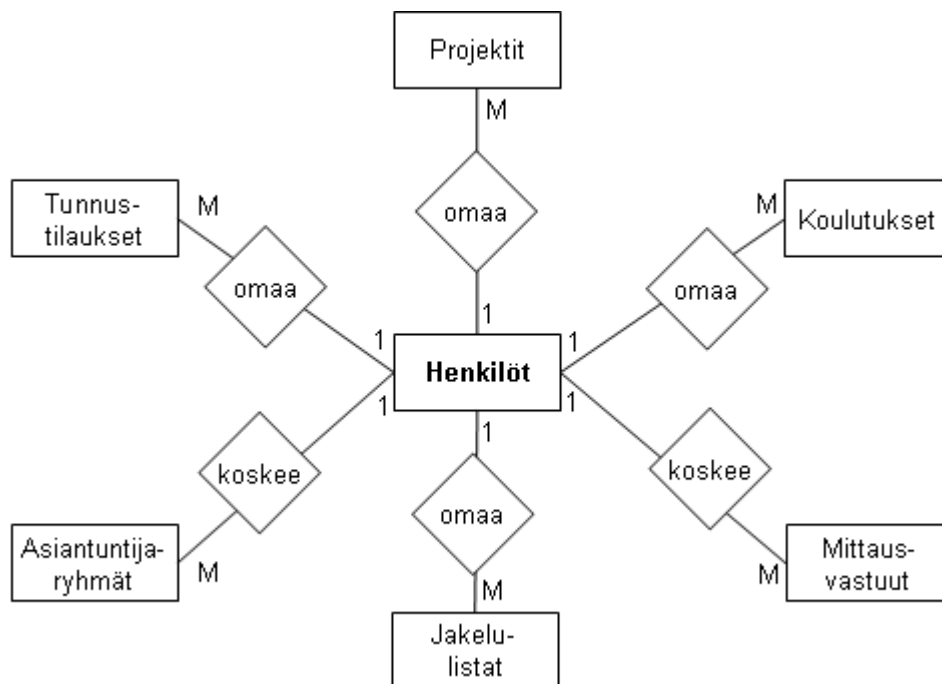 Projektit
M
omaa
1
Tunnus-
tilaukset
M
omaa
1
Koulutukset
M
omaa
1
Henkilöt
Asiantuntija-
ryhmät
M
koskee
1
Jakelu-
listat
M
omaa
1
Mittaus-
vastuut
M
koskee
1